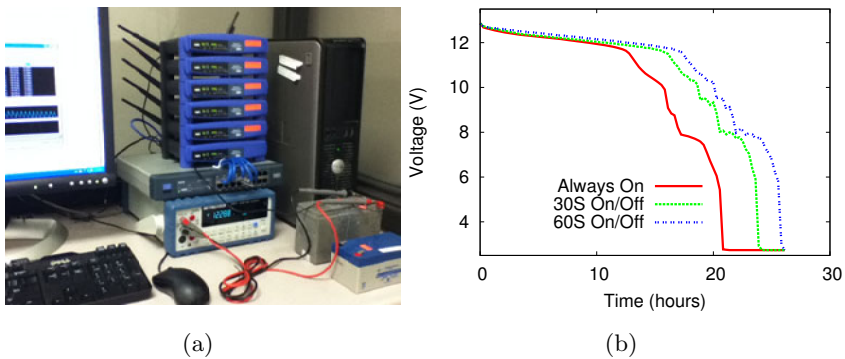 12
10
8
6
4
0
10
20
30
Voltage (V)
Time (hours)
Always On
30S On/Off
60S On/Off
(a)
(b)